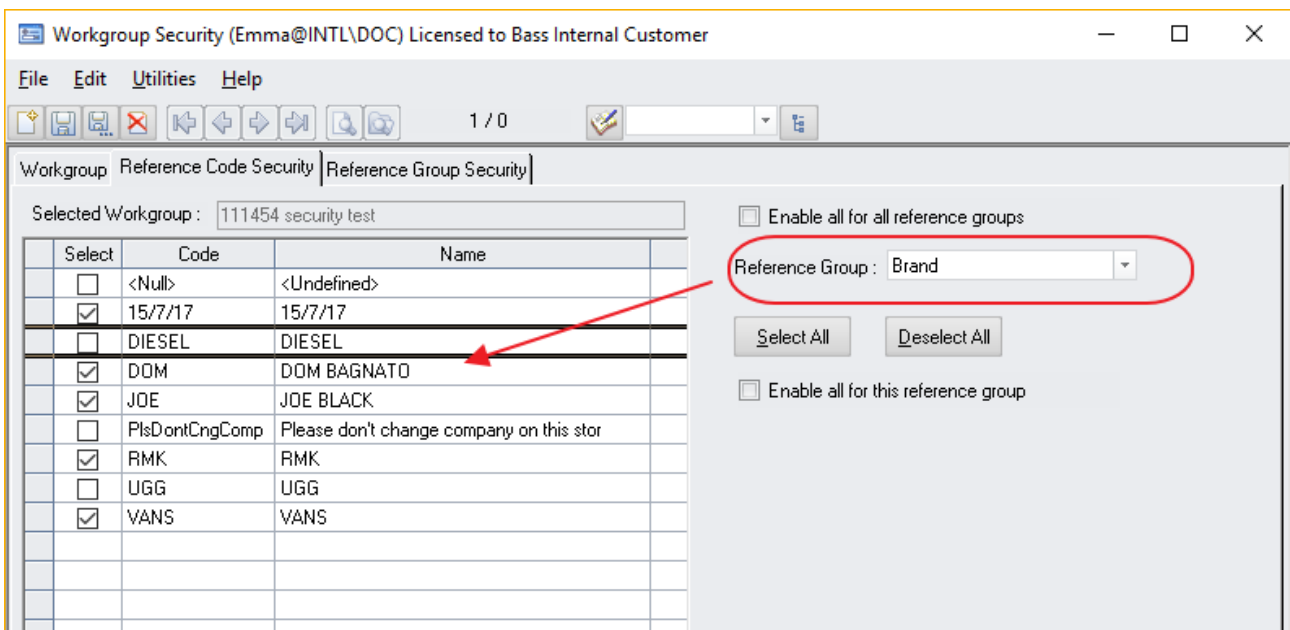 Workgroup Security (Emma@INTL\DOC) Licensed to Bass Internal Customer
File Edit Utilities Help
1 / 0
Workgroup Reference Code Security Reference Group Security
Selected Workgroup : 111454 security test
Enable all for all reference groups
Reference Group : Brand
Select All Deselect All
Enable all for this reference group
Select Code Name
<Null> <Undefined>
15/7/17 15/7/17
DIESEL DIESEL
DOM DOM BAGNATO
JOE JOE BLACK
PlsDontCngComp Please don't change company on this stor
RMK RMK
UGG UGG
VANS VANS